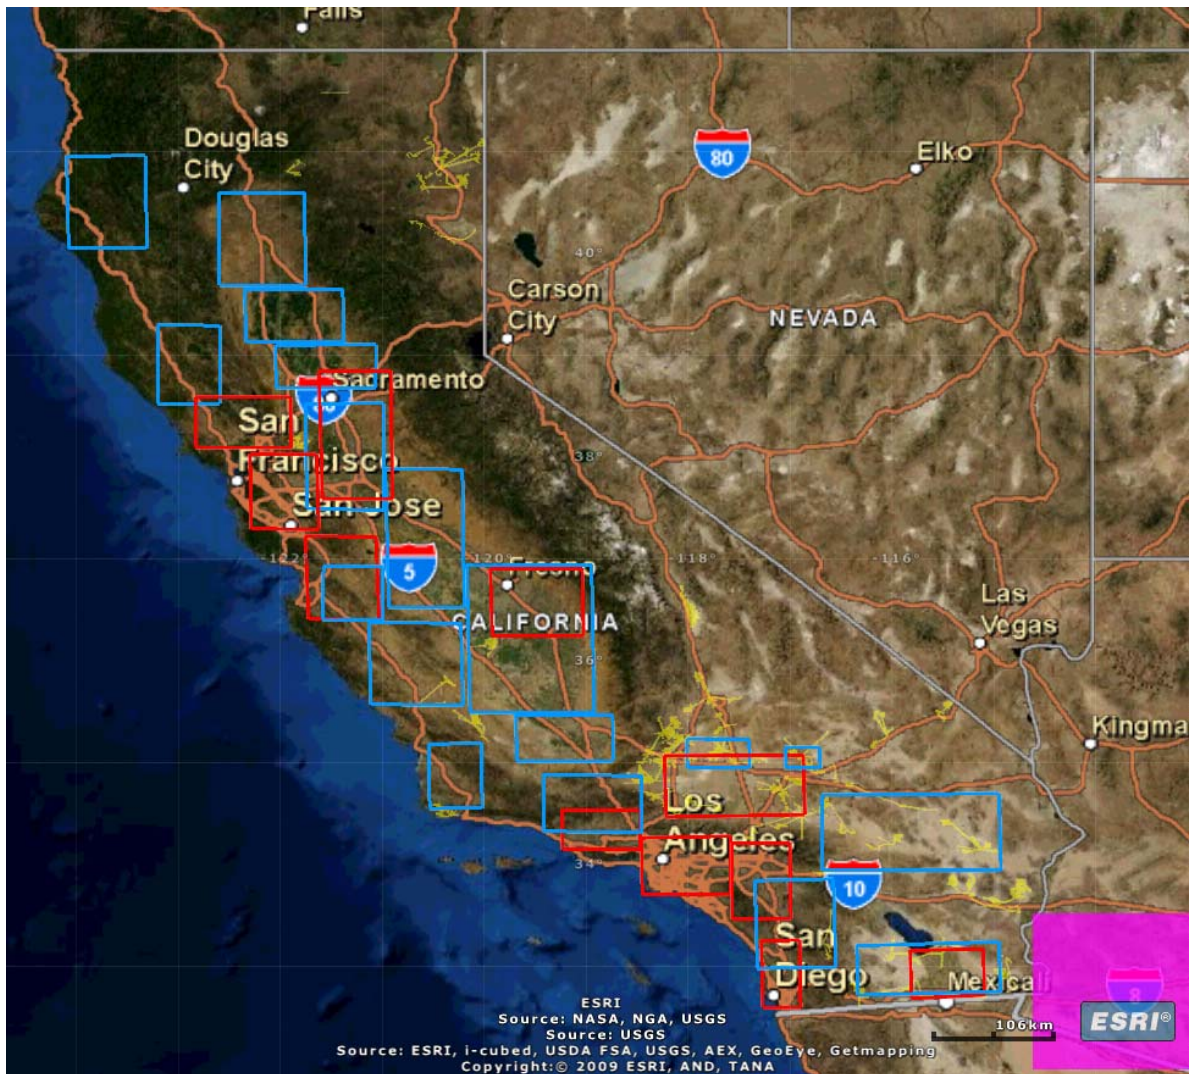 Falls
Douglas
City
80
Elko
40°
Carson
City
NEVADA
Sacramento
San
Francisco
38°
San Jose
-122°
-120°
-118°
-116°
5
Fresno
Las
Vegas
CALIFORNIA
36°
Kingma
Los
Angeles
34°
10
San
Diego
Mexicali
8
ESRI
Source: NASA, NGA, USGS
Source: USGS
Source: ESRI, i-cubed, USDA FSA, USGS, AEX, GeoEye, Getmapping
Copyright:© 2009 ESRI, AND, TANA
106km
ESRI®